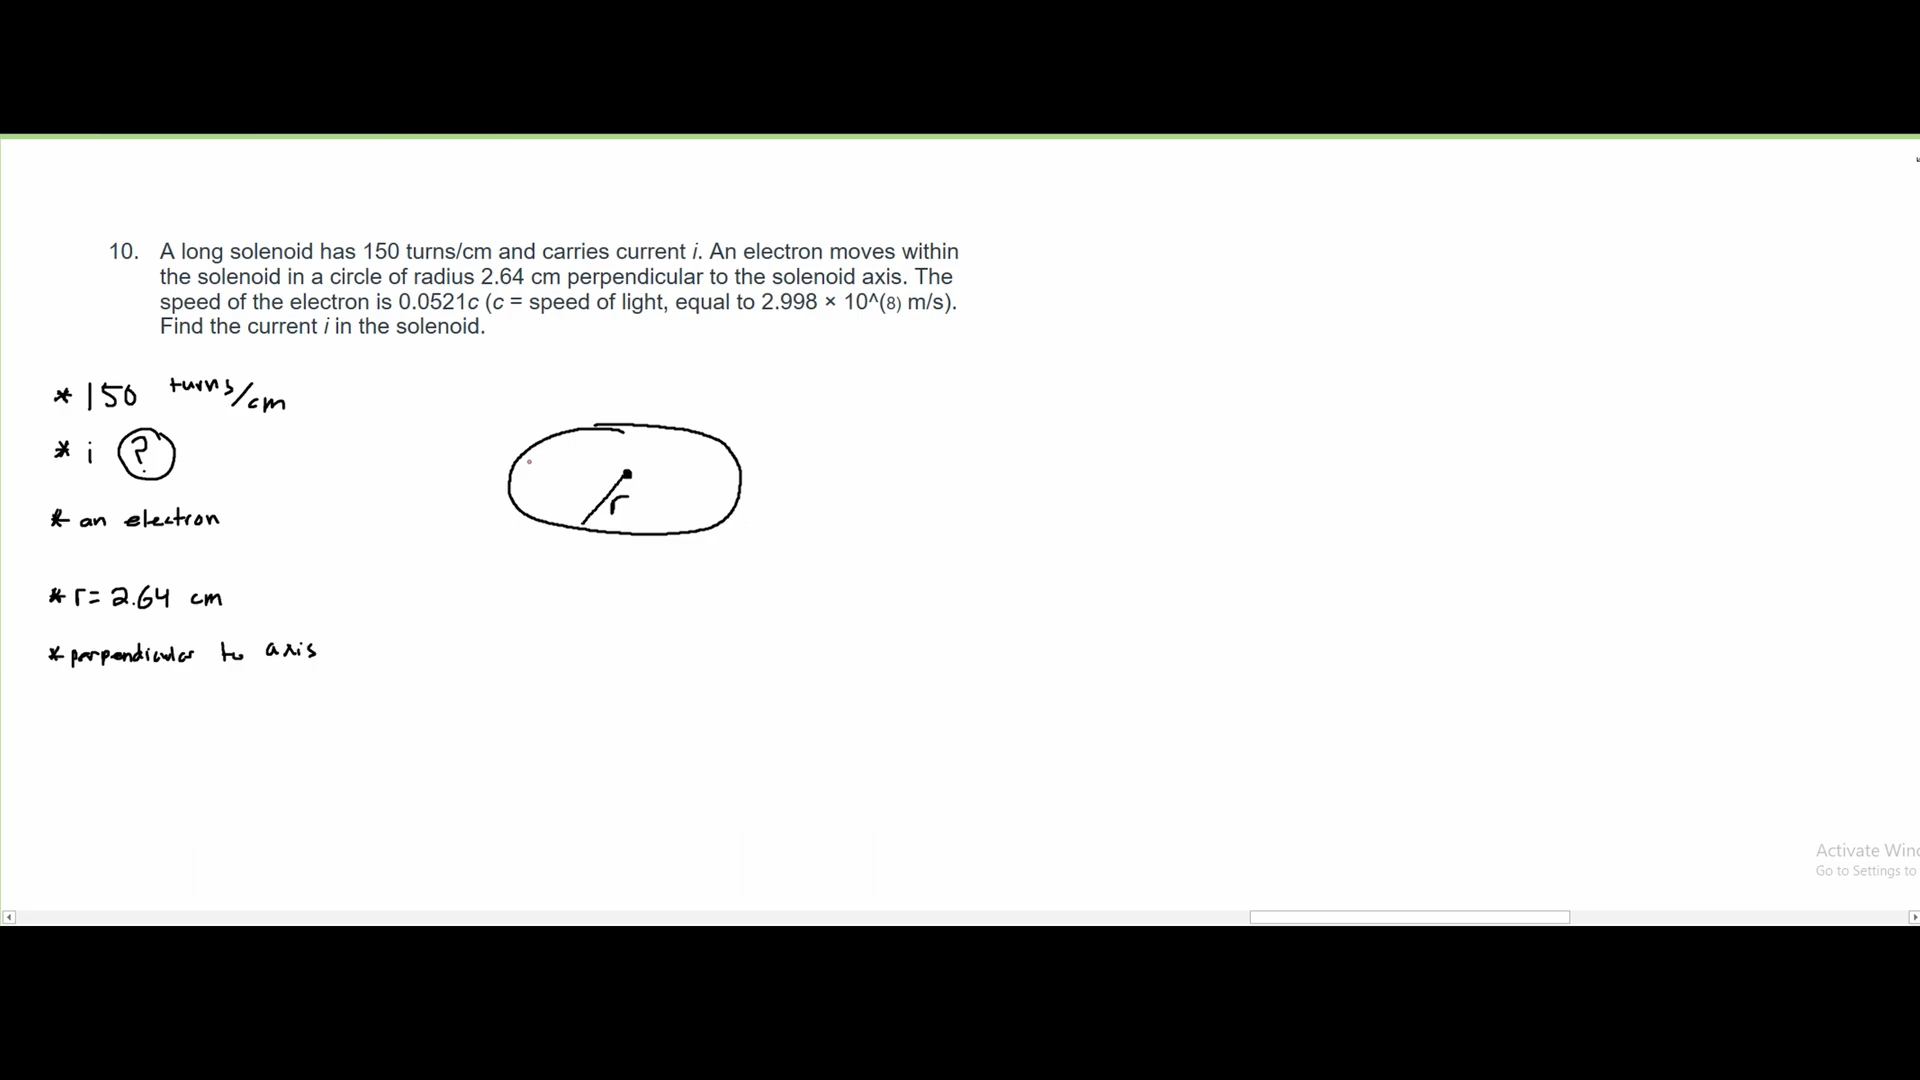 10. A long solenoid has 150 turns/cm and carries current i. An electron moves within
the solenoid in a circle of radius 2.64 cm perpendicular to the solenoid axis. The
speed of the electron is 0.0521c (c = speed of light, equal to 2.998 × 10^(8) m/s).
Find the current i in the solenoid.
* 150 turns/cm
* i ?
* an electron
r
* r= 2.64 cm
* perpendicular to axis
Activate Wind
Go to Settings to